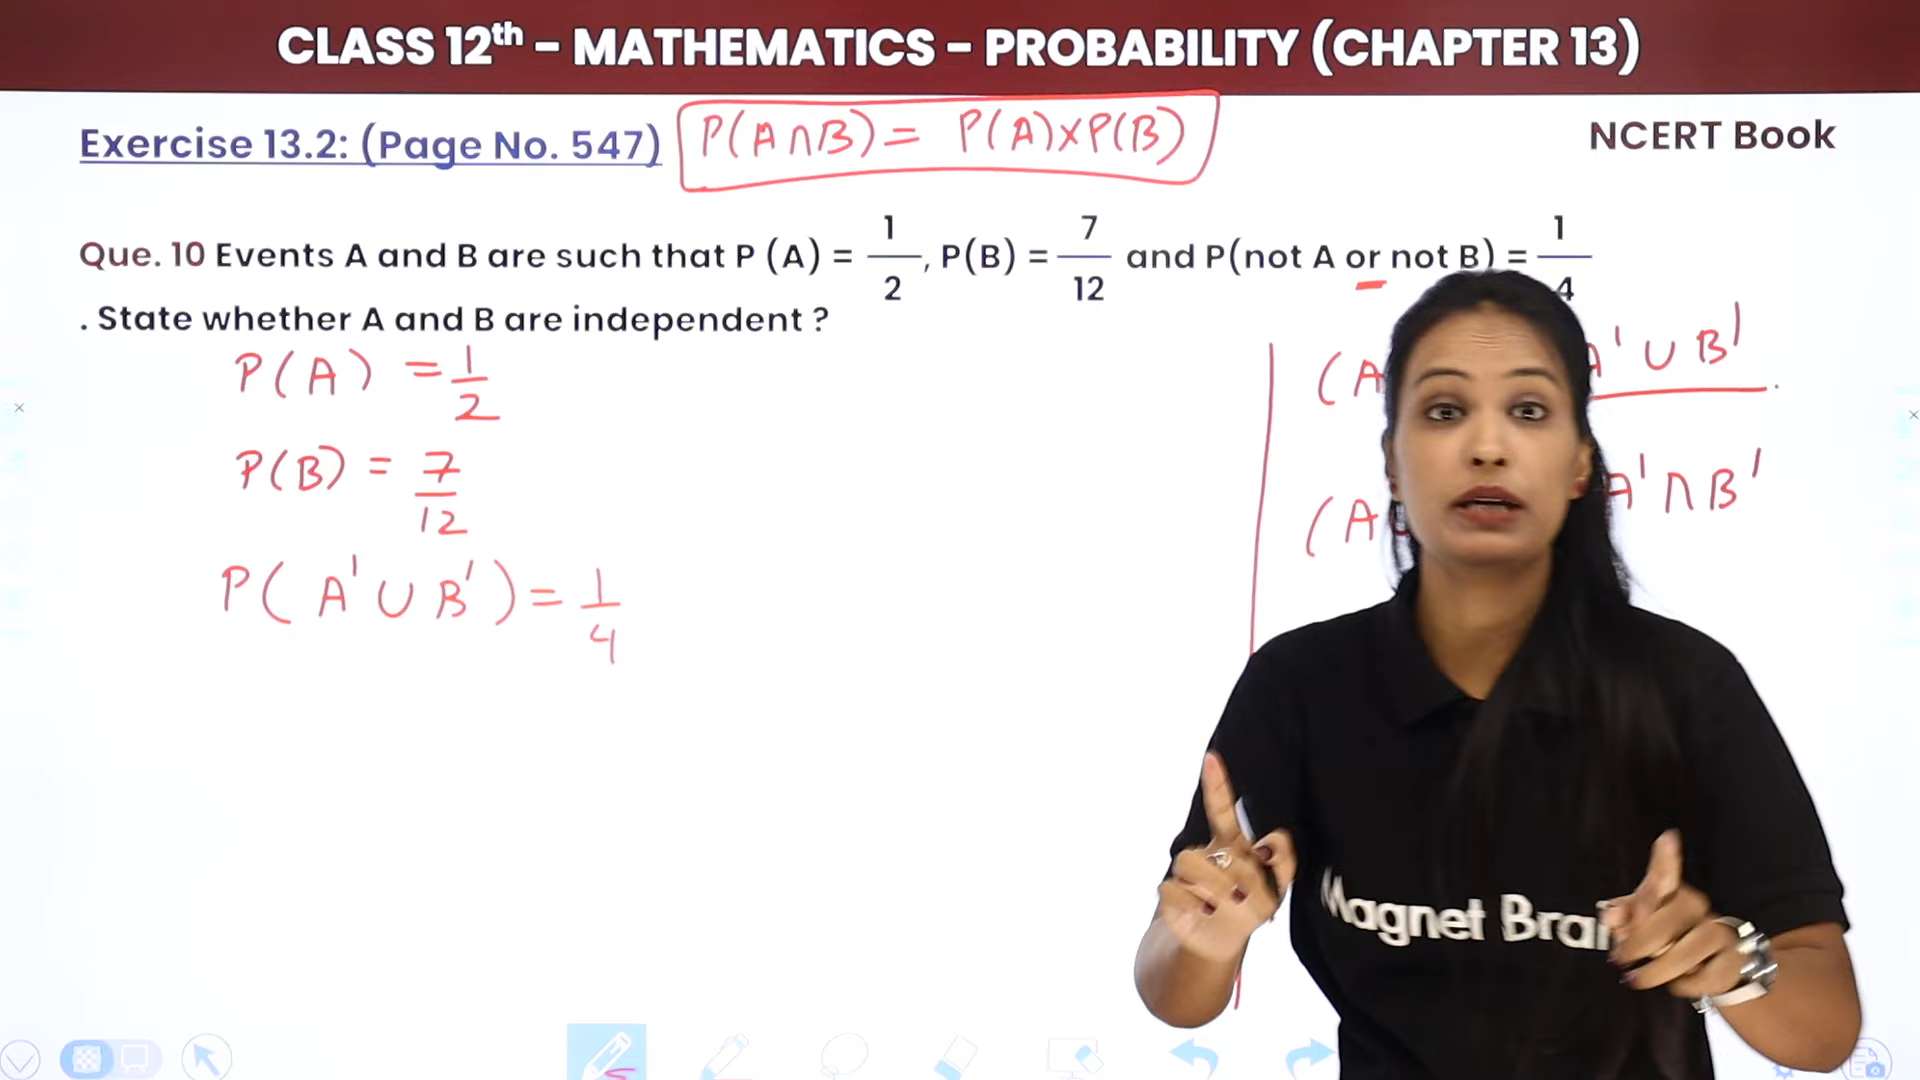 CLASS 12th – MATHEMATICS – PROBABILITY (CHAPTER 13)
Exercise 13.2: (Page No. 547) P(A∩B) = P(A)×P(B) NCERT Book
Que. 10 Events A and B are such that P (A) = 1/2, P(B) = 7/12 and P(not A or not B) = 1/4
. State whether A and B are independent ?
P(A) = 1/2
P(B) = 7/12
P(A' ∪ B') = 1/4
(A A' ∪ B'
(A A' ∩ B'
Magnet Brai